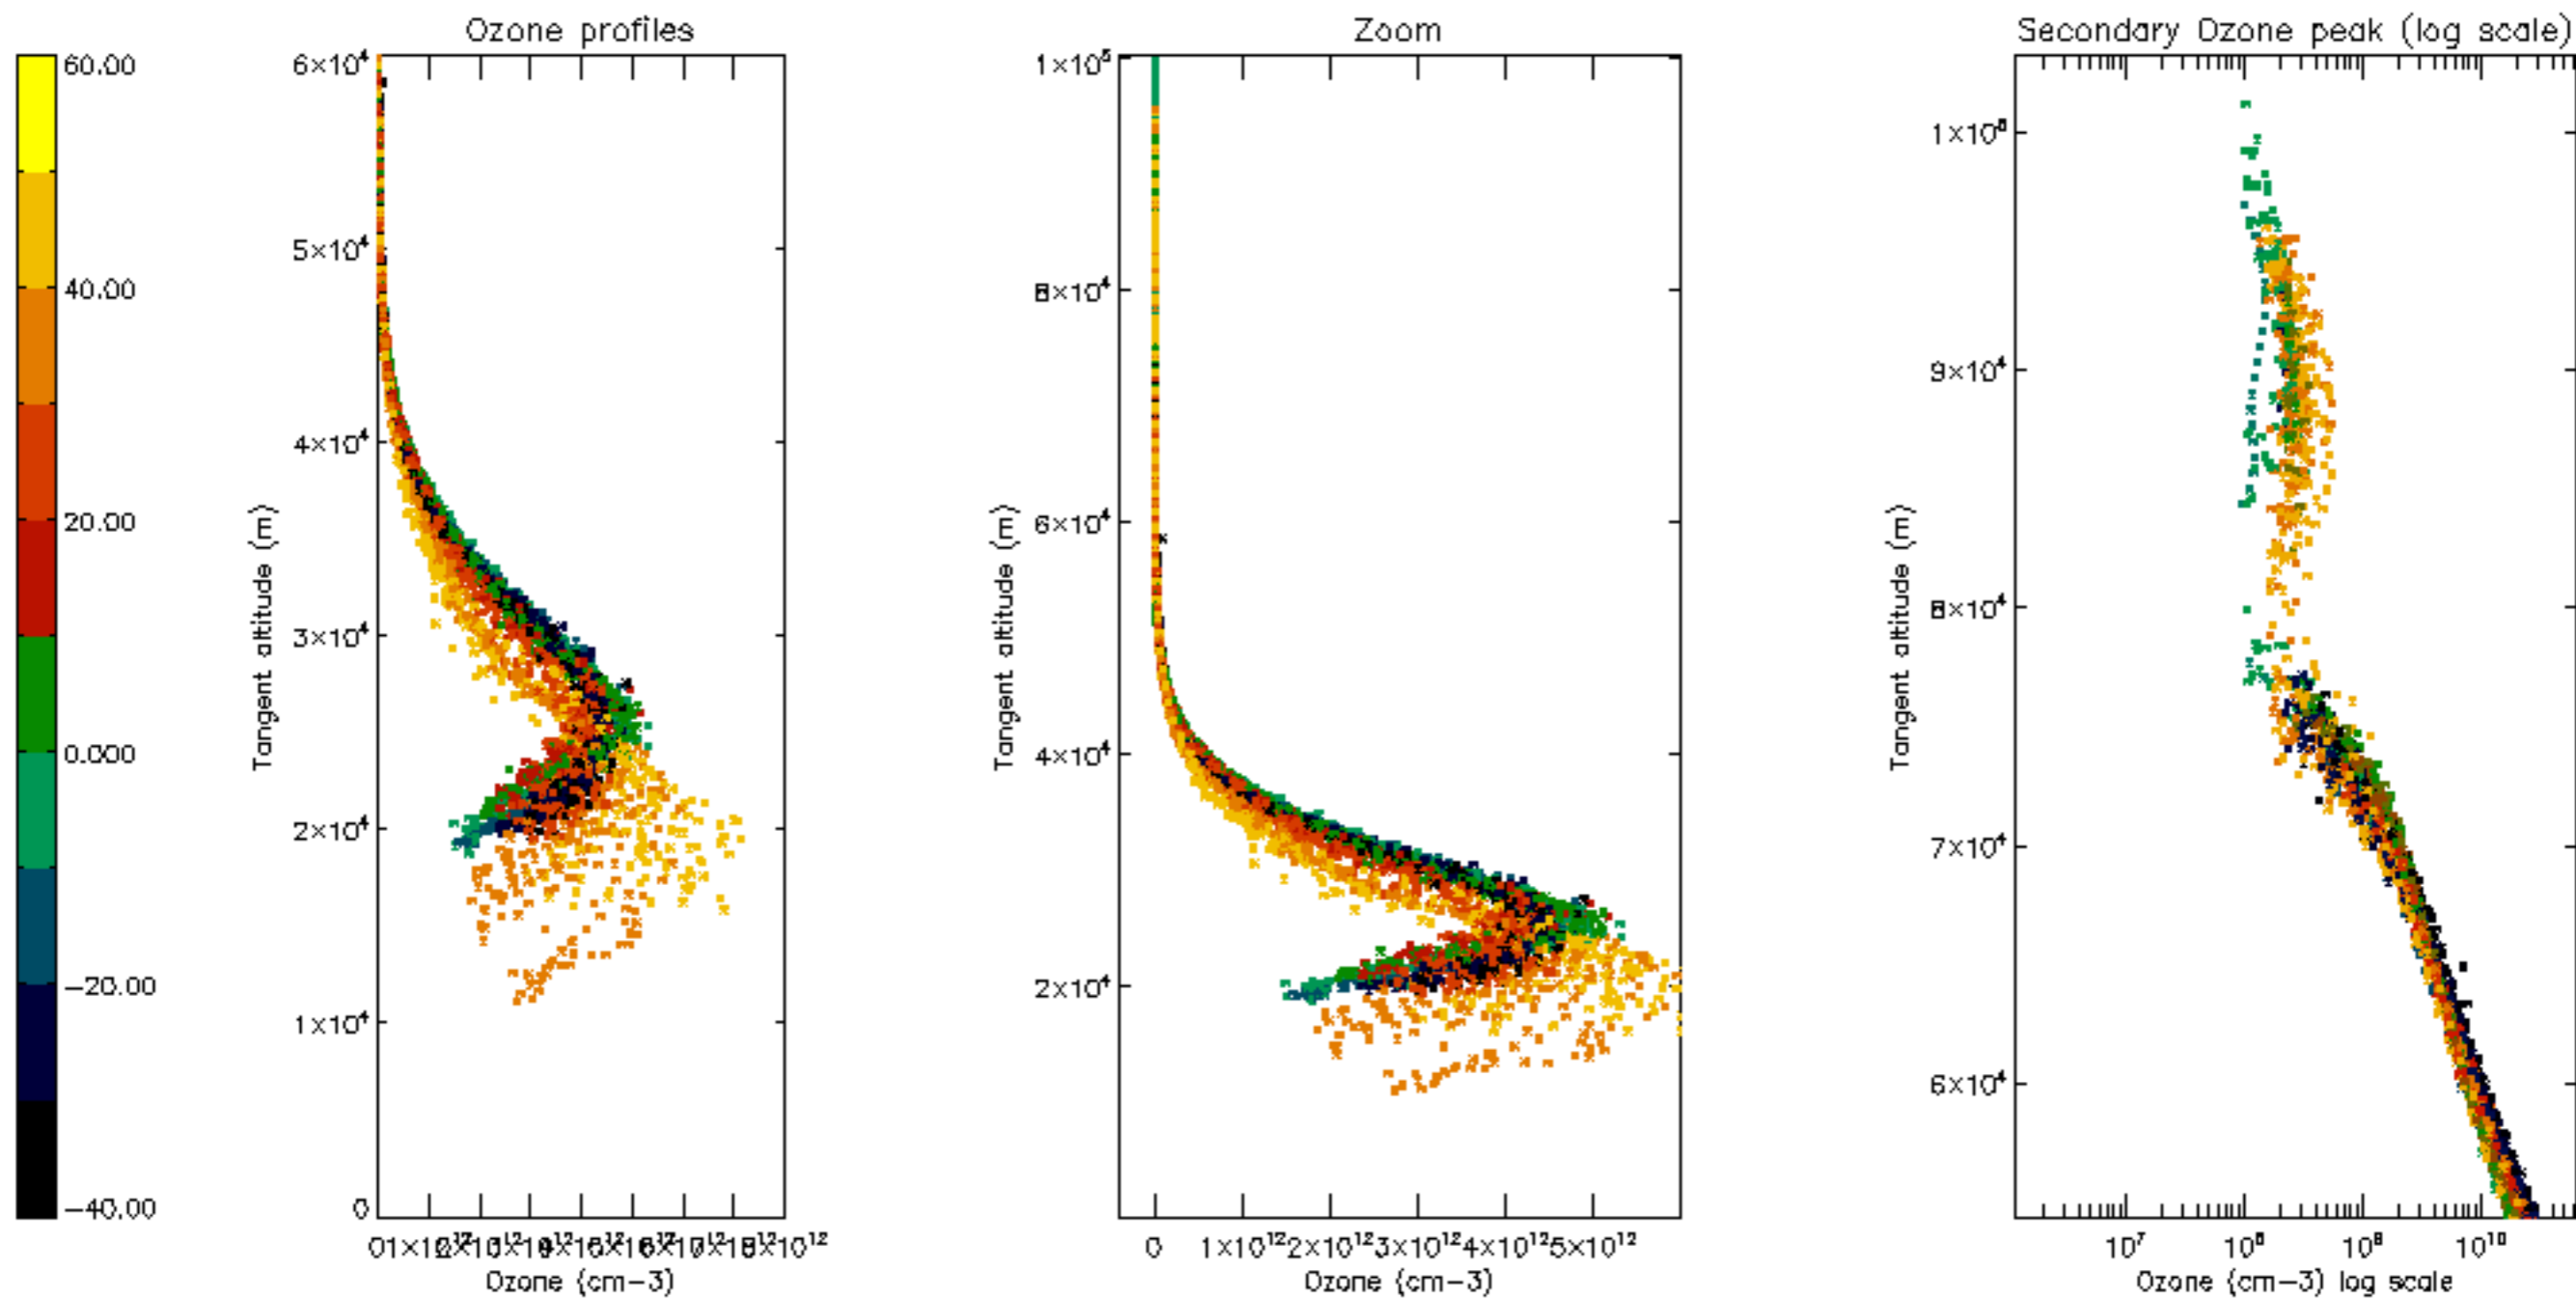 Ozone profiles
Zoom
Secondary Ozone peak (log scale)
60.00
40.00
20.00
0.000
−20.00
−40.00
6×10⁴
5×10⁴
4×10⁴
3×10⁴
2×10⁴
1×10⁴
0
Tangent altitude (m)
Ozone (cm−3)
1×10⁵
8×10⁴
6×10⁴
4×10⁴
2×10⁴
Tangent altitude (m)
0 1×10¹² 2×10¹² 3×10¹² 4×10¹² 5×10¹²
Ozone (cm−3)
9×10⁴
8×10⁴
7×10⁴
6×10⁴
Tangent altitude (m)
10⁷ 10⁸ 10⁹ 10¹⁰
Ozone (cm−3) log scale